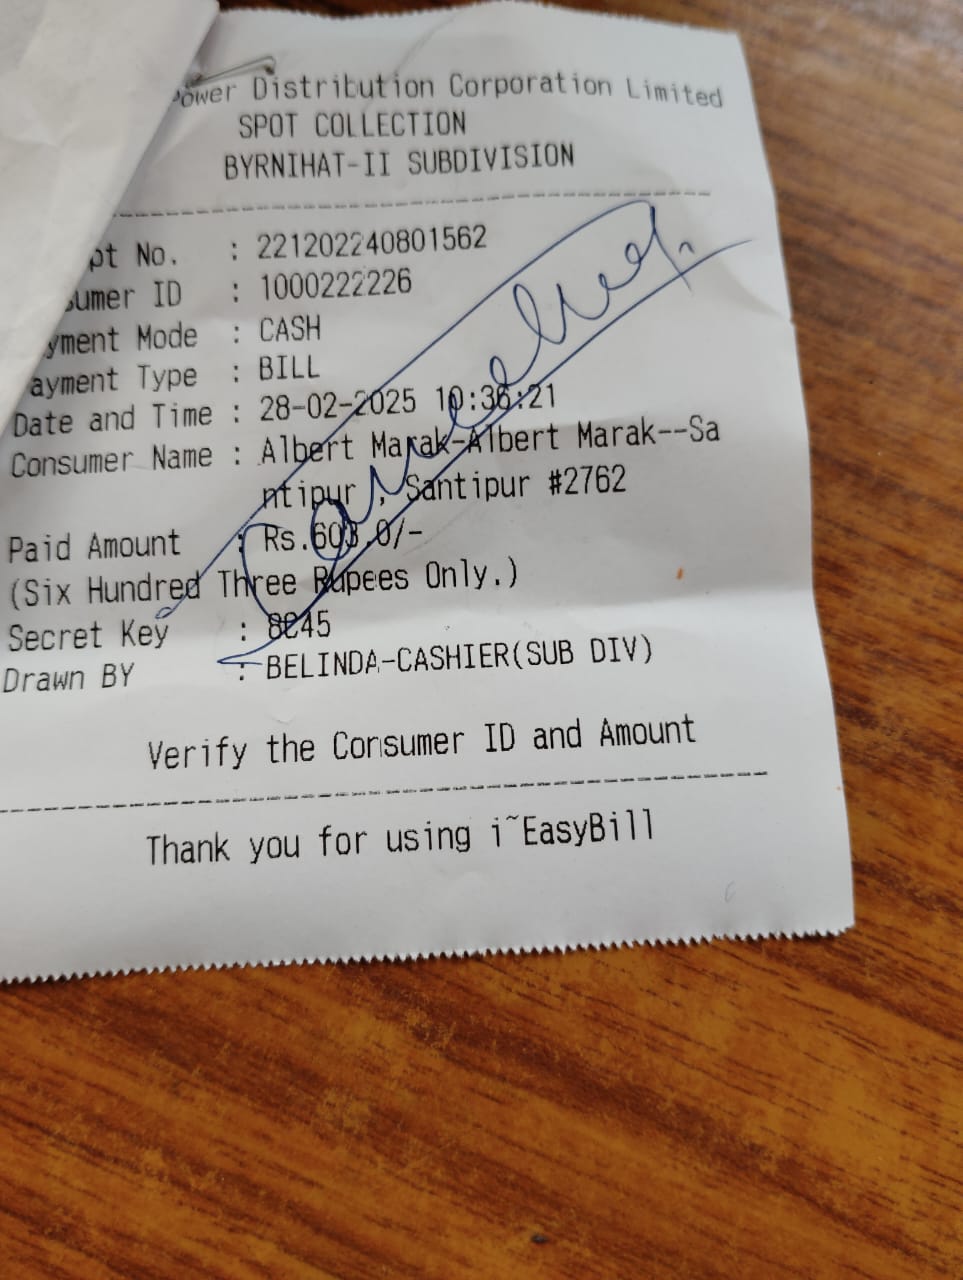 Power Distribution Corporation Limited
SPOT COLLECTION
BYRNIHAT-II SUBDIVISION
pt No. : 221202240801562
sumer ID : 1000222226
yment Mode : CASH
ayment Type : BILL
Date and Time : 28-02-2025 10:36:21
Consumer Name : Albert Marak-Albert Marak--Sa
ntipur , Santipur #2762
Paid Amount : Rs.603.0/-
(Six Hundred Three Rupees Only.)
Secret Key : 8C45
Drawn BY : BELINDA-CASHIER(SUB DIV)
Verify the Consumer ID and Amount
Thank you for using i~EasyBill